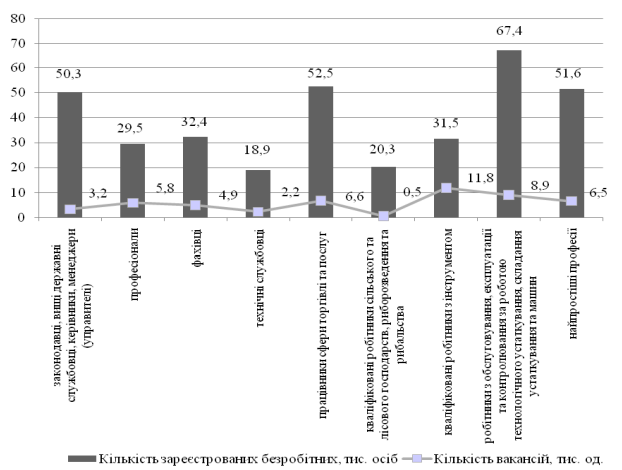 80
70
60
50
40
30
20
10
0
50,3
29,5
32,4
18,9
52,5
20,3
31,5
67,4
51,6
3,2
5,8
4,9
2,2
6,6
0,5
11,8
8,9
6,5
законодавці, вищі державні
службовці, керівники, менеджери
(управителі)
професіонали
фахівці
технічні службовці
працівники сфери торгівлі та послуг
кваліфіковані робітники сільського та
лісового господарств, риборозведення та
рибальства
кваліфіковані робітники з інструментом
робітники з обслуговування, експлуатації
та контролювання за роботою
технологічного устаткування, складання
устаткування та машин
найпростіші професії
Кількість зареєстрованих безробітних, тис. осіб
Кількість вакансій, тис. од.